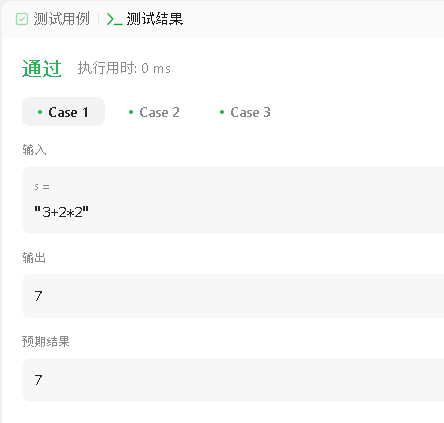 测试用例 测试结果
通过 执行用时: 0 ms
Case 1 Case 2 Case 3
输入
s =
"3+2*2"
输出
7
预期结果
7